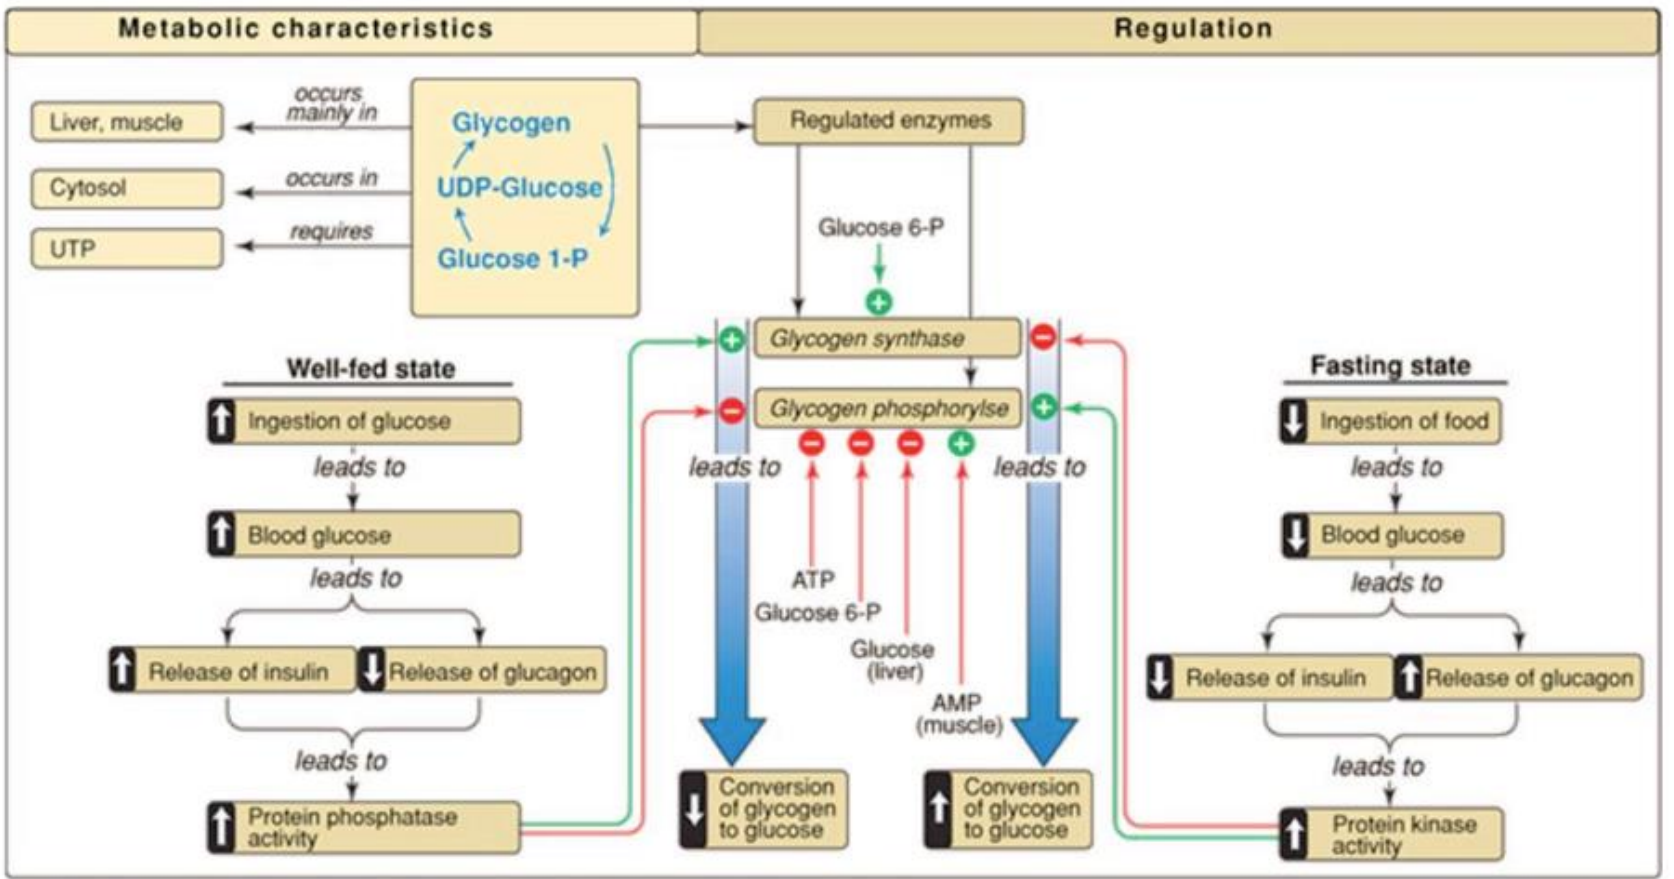 Metabolic characteristics
Regulation
Liver, muscle
occurs
mainly in
Cytosol
occurs in
UTP
requires
Glycogen
UDP-Glucose
Glucose 1-P
Regulated enzymes
Glucose 6-P
+
+
Glycogen synthase
−
−
Glycogen phosphorylse
+
−
−
−
+
leads to
leads to
ATP
Glucose 6-P
Glucose
(liver)
AMP
(muscle)
Well-fed state
Ingestion of glucose
leads to
Blood glucose
leads to
Release of insulin
Release of glucagon
leads to
Protein phosphatase
activity
Conversion
of glycogen
to glucose
Conversion
of glycogen
to glucose
Fasting state
Ingestion of food
leads to
Blood glucose
leads to
Release of insulin
Release of glucagon
leads to
Protein kinase
activity